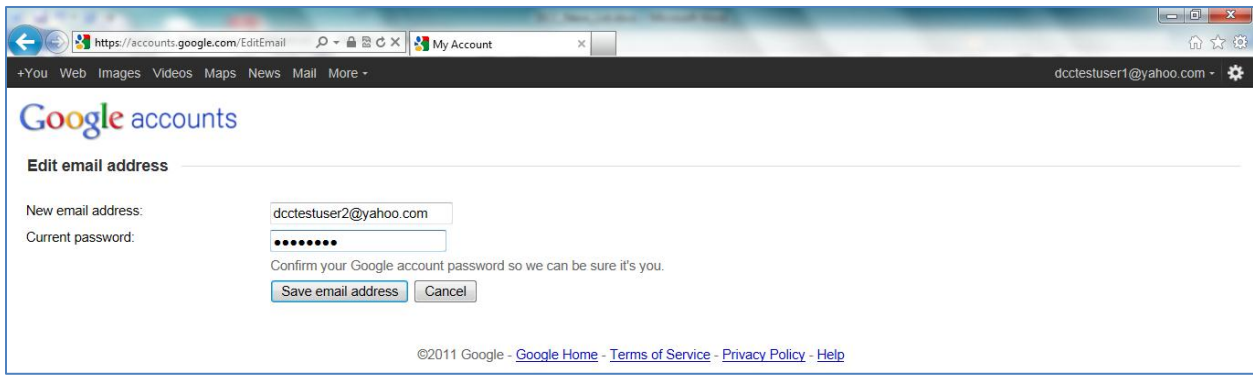 https://accounts.google.com/EditEmail My Account
+You Web Images Videos Maps News Mail More dcctestuser1@yahoo.com
Google accounts
Edit email address
New email address: dcctestuser2@yahoo.com
Current password: ••••••••
Confirm your Google account password so we can be sure it's you.
Save email address Cancel
©2011 Google - Google Home - Terms of Service - Privacy Policy - Help